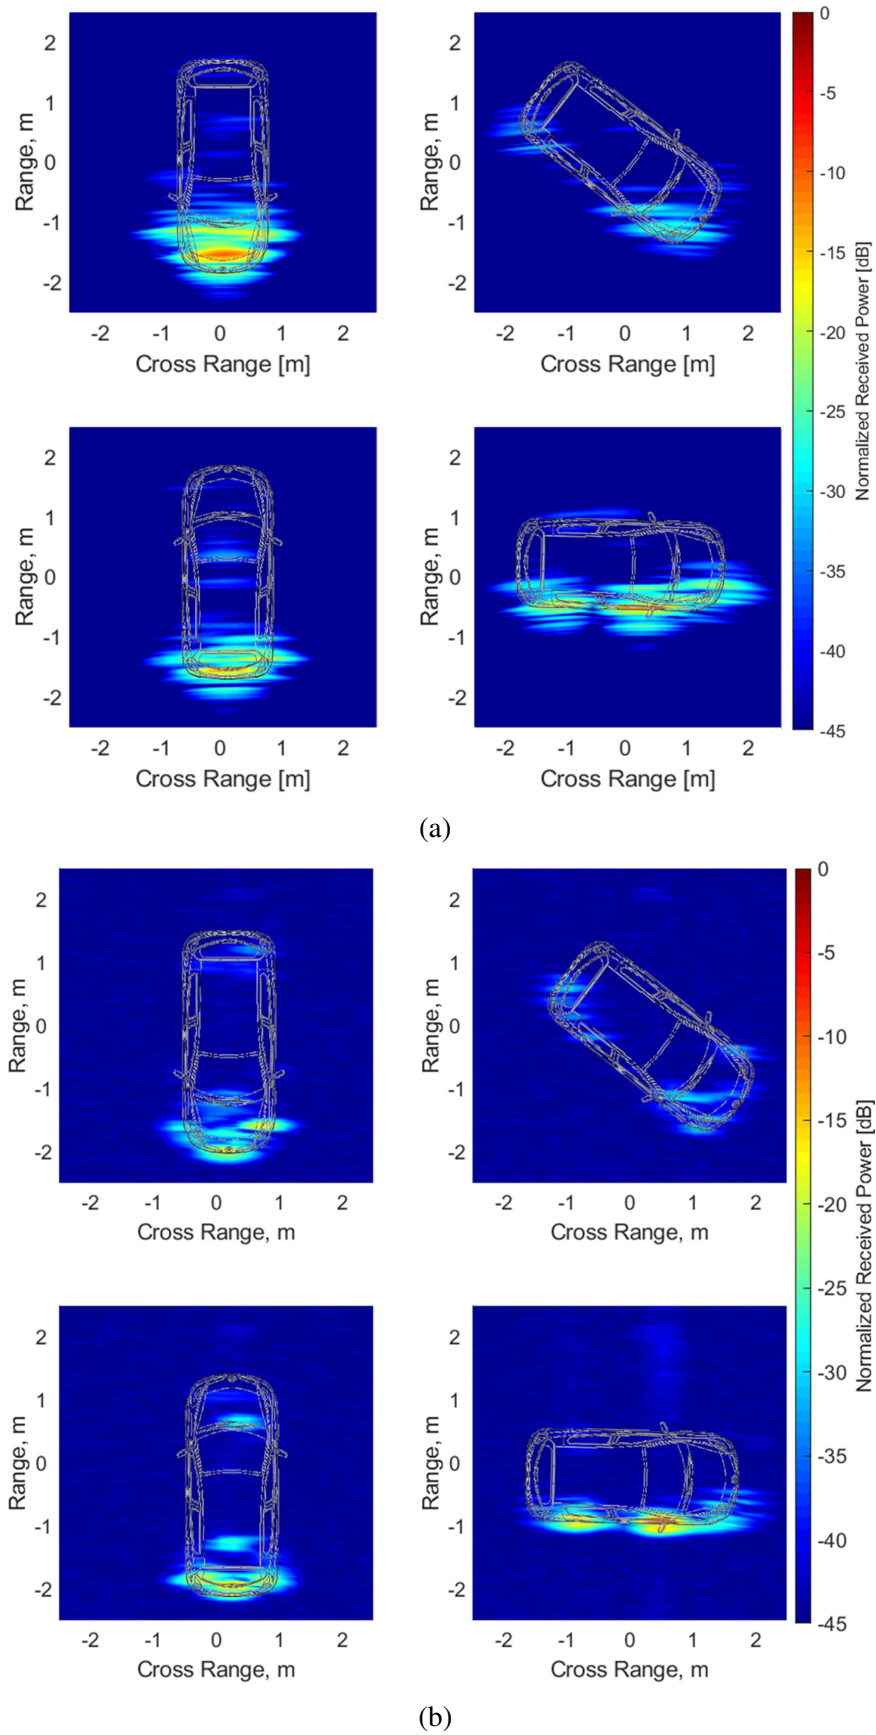 2
1
0
-1
-2
Range, m
-2 -1 0 1 2
Cross Range [m]
2
1
0
-1
-2
Range, m
-2 -1 0 1 2
Cross Range [m]
0
-5
-10
-15
-20
-25
-30
-35
-40
-45
Normalized Received Power [dB]
2
1
0
-1
-2
Range, m
-2 -1 0 1 2
Cross Range [m]
2
1
0
-1
-2
Range, m
-2 -1 0 1 2
Cross Range [m]
(a)
2
1
0
-1
-2
Range, m
-2 -1 0 1 2
Cross Range, m
2
1
0
-1
-2
Range, m
-2 -1 0 1 2
Cross Range, m
0
-5
-10
-15
-20
-25
-30
-35
-40
-45
Normalized Received Power [dB]
2
1
0
-1
-2
Range, m
-2 -1 0 1 2
Cross Range, m
2
1
0
-1
-2
Range, m
-2 -1 0 1 2
Cross Range, m
(b)